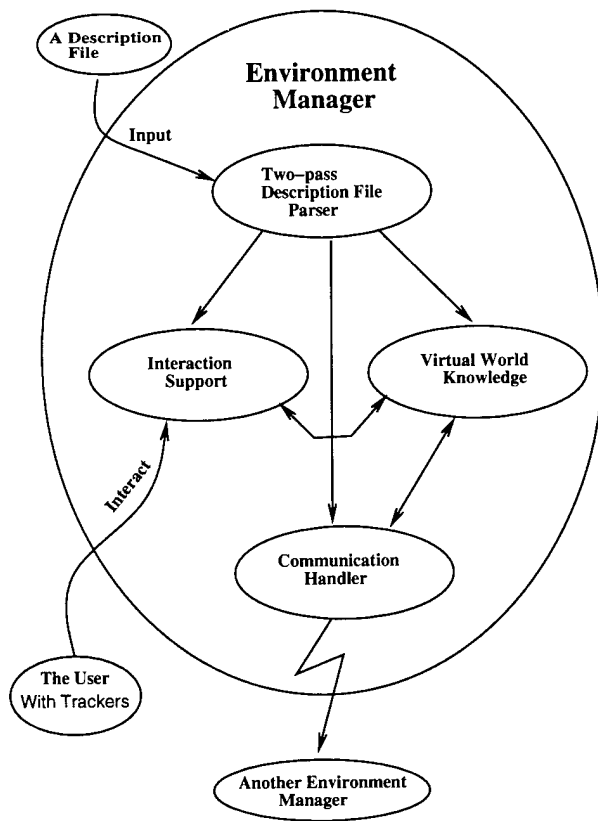 A Description
File
Environment
Manager
Input
Two-pass
Description File
Parser
Interaction
Support
Virtual World
Knowledge
Interact
Communication
Handler
The User
With Trackers
Another Environment
Manager